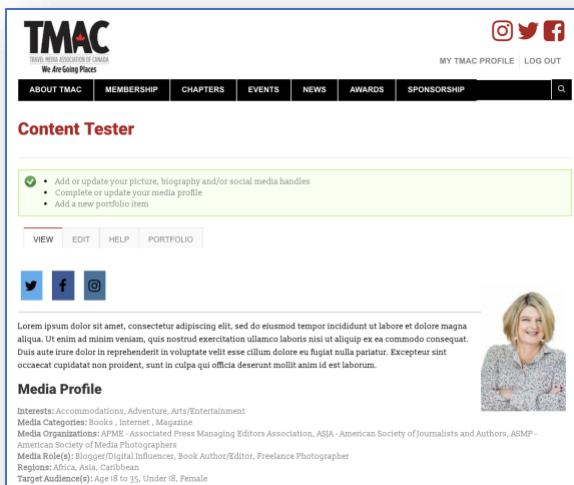 TMAC
TRAVEL MEDIA ASSOCIATION OF CANADA
We Are Going Places
MY TMAC PROFILE
LOG OUT
ABOUT TMAC
MEMBERSHIP
CHAPTERS
EVENTS
NEWS
AWARDS
SPONSORSHIP
Content Tester
Add or update your picture, biography and/or social media handles
Complete or update your media profile
Add a new portfolio item
VIEW
EDIT
HELP
PORTFOLIO
Lorem ipsum dolor sit amet, consectetur adipiscing elit, sed do eiusmod tempor incididunt ut labore et dolore magna
aliqua. Ut enim ad minim veniam, quis nostrud exercitation ullamco laboris nisi ut aliquip ex ea commodo consequat.
Duis aute irure dolor in reprehenderit in voluptate velit esse cillum dolore eu fugiat nulla pariatur. Excepteur sint
occaecat cupidatat non proident, sunt in culpa qui officia deserunt mollit anim id est laborum.
Media Profile
Interests: Accommodations, Adventure, Arts/Entertainment
Media Categories: Books , Internet , Magazine
Media Organizations: APME - Associated Press Managing Editors Association, ASJA - American Society of Journalists and Authors, ASMP -
American Society of Media Photographers
Media Role(s): Blogger/Digital Influencer, Book Author/Editor, Freelance Photographer
Regions: Africa, Asia, Caribbean
Target Audience(s): Age 18 to 35, Under 18, Female